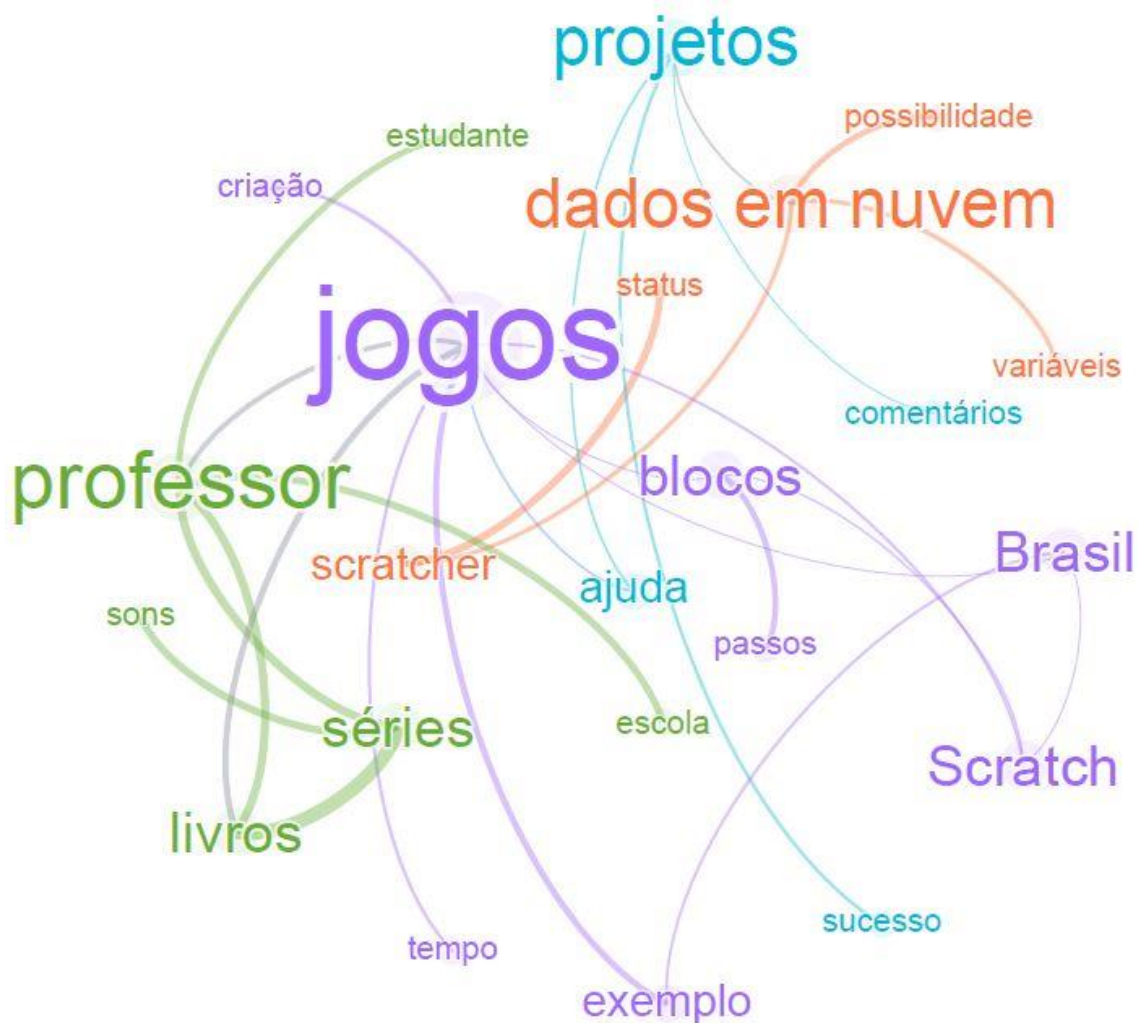 projetos
possibilidade
estudante
criação
dados em nuvem
status
jogos
variáveis
comentários
professor
blocos
Brasil
scratcher
ajuda
sons
passos
escola
séries
Scratch
livros
sucesso
tempo
exemplo